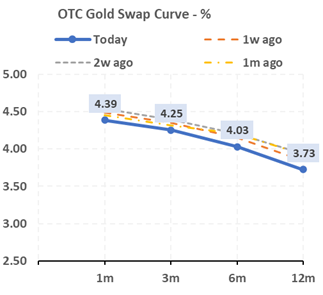 OTC Gold Swap Curve - %
Today
1w ago
2w ago
1m ago
5.00
4.50
4.00
3.50
3.00
2.50
4.39
4.25
4.03
3.73
1m
3m
6m
12m